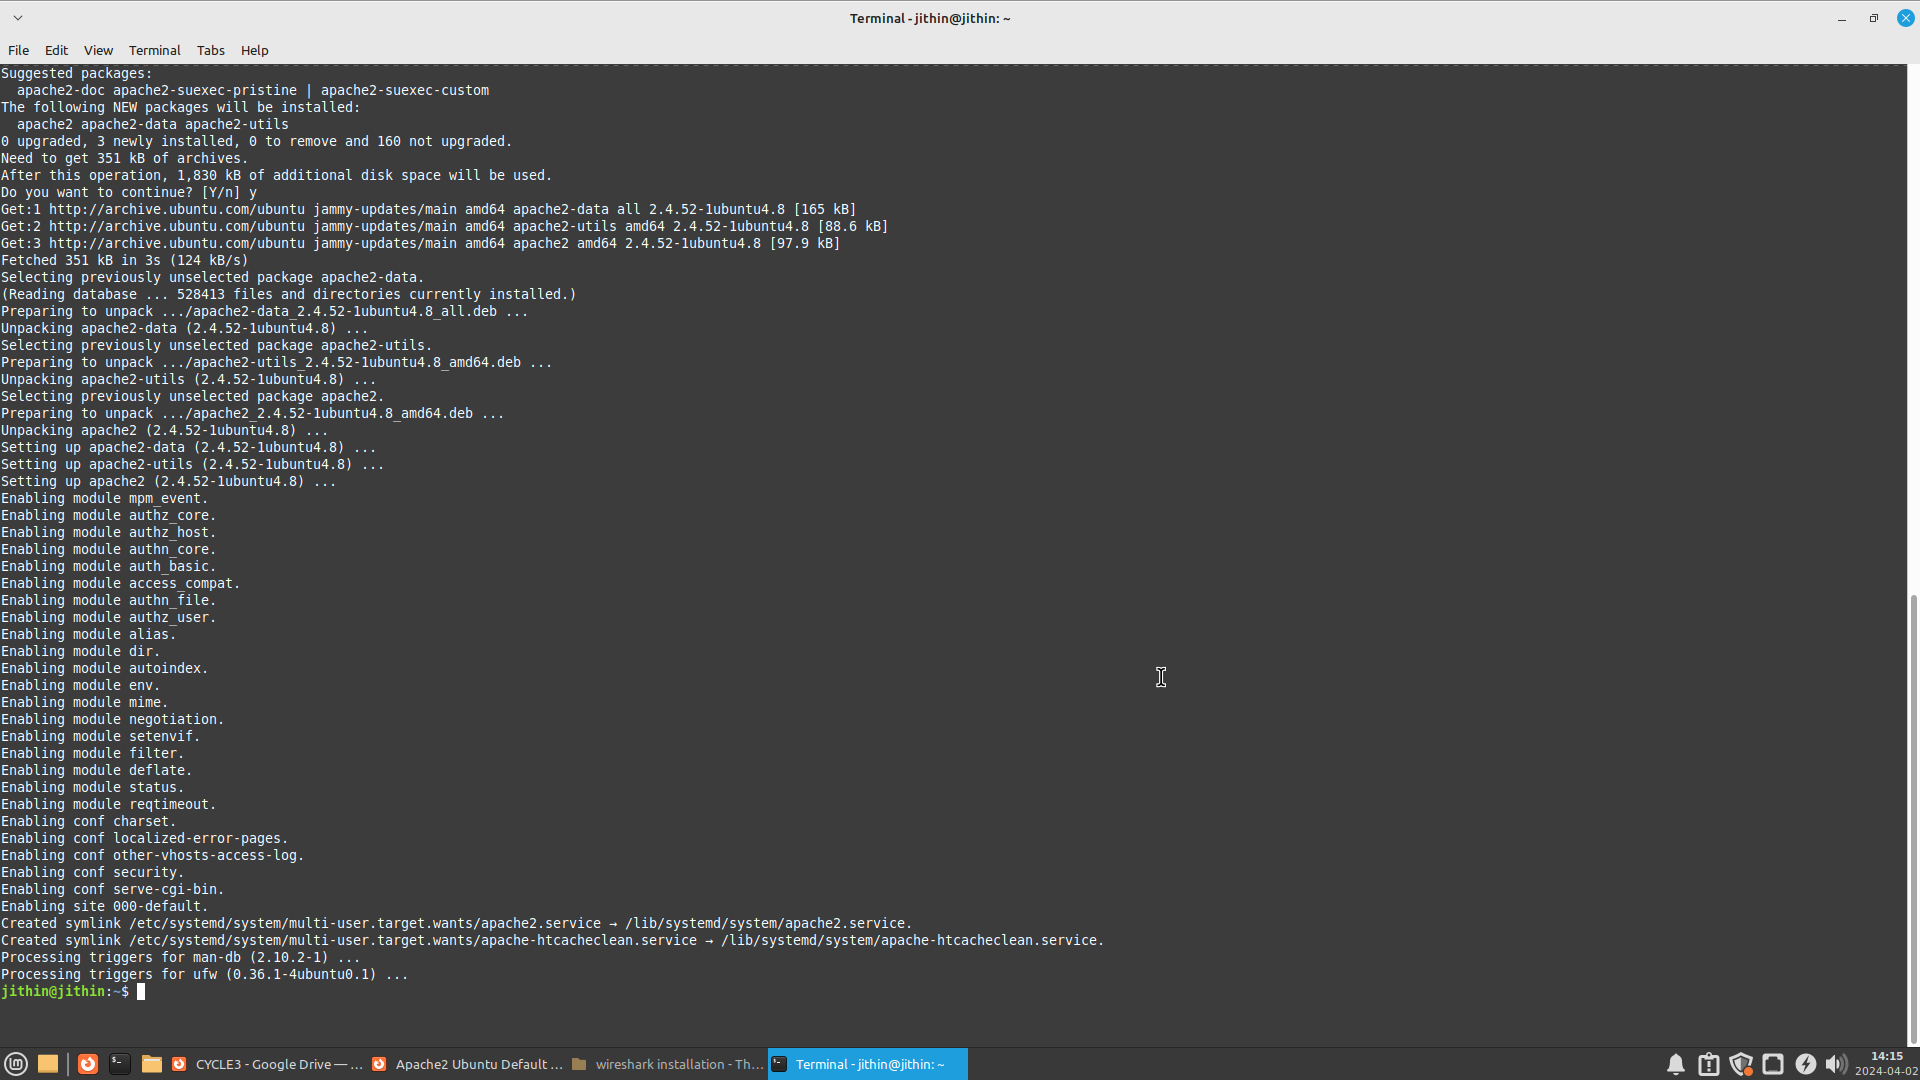 Terminal - jithin@jithin: ~
File Edit View Terminal Tabs Help
Suggested packages:
  apache2-doc apache2-suexec-pristine | apache2-suexec-custom
The following NEW packages will be installed:
  apache2 apache2-data apache2-utils
0 upgraded, 3 newly installed, 0 to remove and 160 not upgraded.
Need to get 351 kB of archives.
After this operation, 1,830 kB of additional disk space will be used.
Do you want to continue? [Y/n] y
Get:1 http://archive.ubuntu.com/ubuntu jammy-updates/main amd64 apache2-data all 2.4.52-1ubuntu4.8 [165 kB]
Get:2 http://archive.ubuntu.com/ubuntu jammy-updates/main amd64 apache2-utils amd64 2.4.52-1ubuntu4.8 [88.6 kB]
Get:3 http://archive.ubuntu.com/ubuntu jammy-updates/main amd64 apache2 amd64 2.4.52-1ubuntu4.8 [97.9 kB]
Fetched 351 kB in 3s (124 kB/s)
Selecting previously unselected package apache2-data.
(Reading database ... 528413 files and directories currently installed.)
Preparing to unpack .../apache2-data_2.4.52-1ubuntu4.8_all.deb ...
Unpacking apache2-data (2.4.52-1ubuntu4.8) ...
Selecting previously unselected package apache2-utils.
Preparing to unpack .../apache2-utils_2.4.52-1ubuntu4.8_amd64.deb ...
Unpacking apache2-utils (2.4.52-1ubuntu4.8) ...
Selecting previously unselected package apache2.
Preparing to unpack .../apache2_2.4.52-1ubuntu4.8_amd64.deb ...
Unpacking apache2 (2.4.52-1ubuntu4.8) ...
Setting up apache2-data (2.4.52-1ubuntu4.8) ...
Setting up apache2-utils (2.4.52-1ubuntu4.8) ...
Setting up apache2 (2.4.52-1ubuntu4.8) ...
Enabling module mpm_event.
Enabling module authz_core.
Enabling module authz_host.
Enabling module authn_core.
Enabling module auth_basic.
Enabling module access_compat.
Enabling module authn_file.
Enabling module authz_user.
Enabling module alias.
Enabling module dir.
Enabling module autoindex.
Enabling module env.
Enabling module mime.
Enabling module negotiation.
Enabling module setenvif.
Enabling module filter.
Enabling module deflate.
Enabling module status.
Enabling module reqtimeout.
Enabling conf charset.
Enabling conf localized-error-pages.
Enabling conf other-vhosts-access-log.
Enabling conf security.
Enabling conf serve-cgi-bin.
Enabling site 000-default.
Created symlink /etc/systemd/system/multi-user.target.wants/apache2.service → /lib/systemd/system/apache2.service.
Created symlink /etc/systemd/system/multi-user.target.wants/apache-htcacheclean.service → /lib/systemd/system/apache-htcacheclean.service.
Processing triggers for man-db (2.10.2-1) ...
Processing triggers for ufw (0.36.1-4ubuntu0.1) ...
jithin@jithin:~$
CYCLE3 - Google Drive — ... Apache2 Ubuntu Default ... wireshark installation - Th... Terminal - jithin@jithin: ~ 14:15
2024-04-02